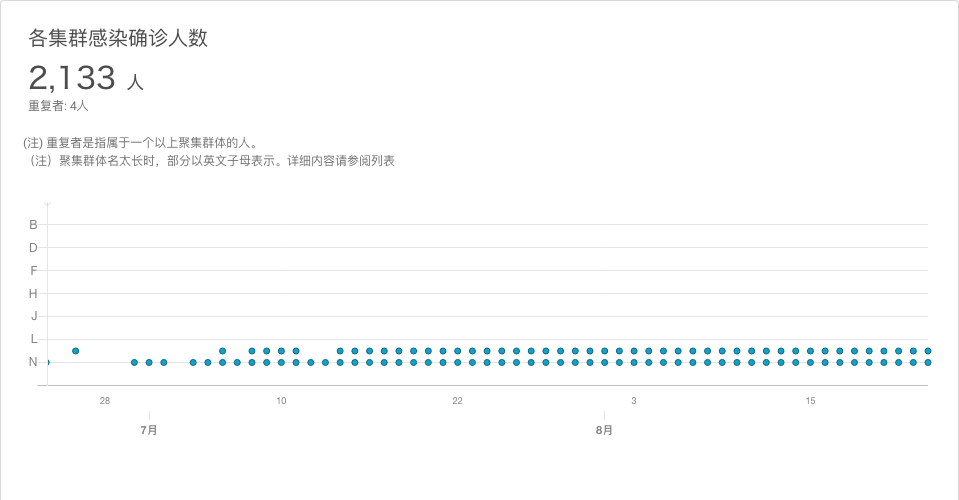 各集群感染确诊人数
2,133 人
重复者: 4人
(注) 重复者是指属于一个以上聚集群体的人。
（注）聚集群体名太长时，部分以英文子母表示。详细内容请参阅列表
B
D
F
H
J
L
N
28 10 22 3 15
7月 8月